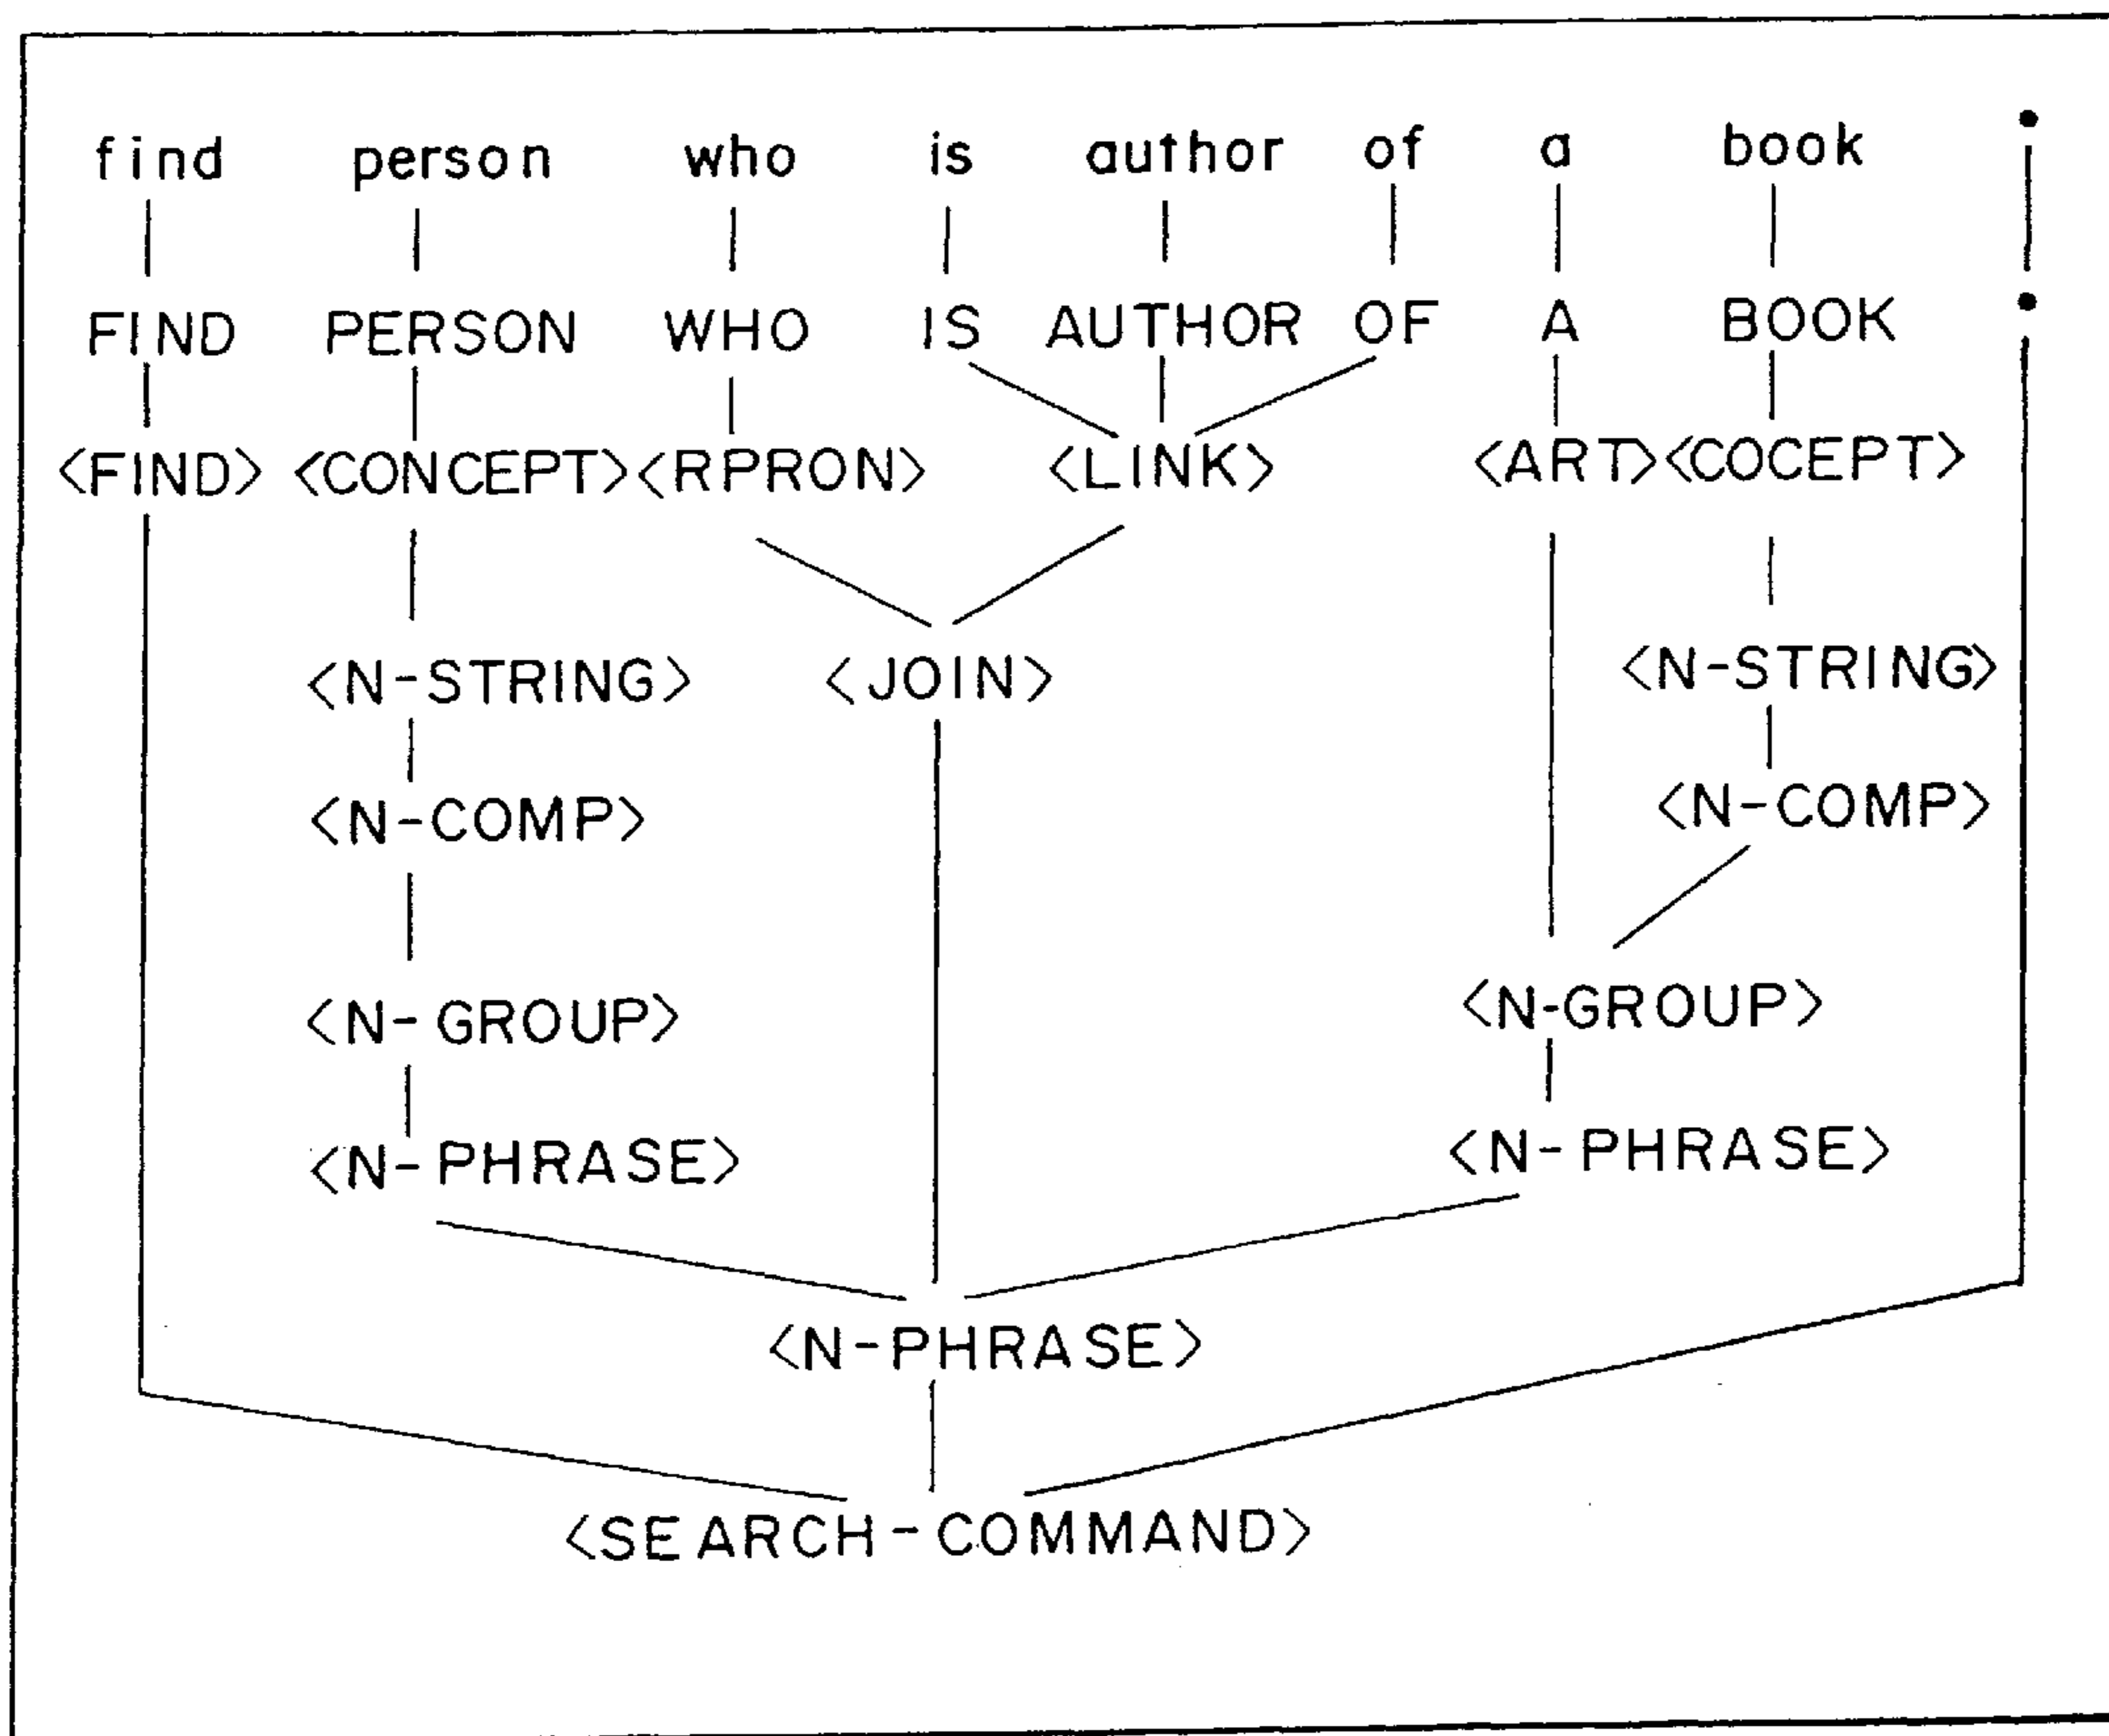 find person who is author of a book .
FIND PERSON WHO IS AUTHOR OF A BOOK .
<FIND> <CONCEPT> <RPRON> <LINK> <ART> <COCEPT>
<N-STRING> <JOIN> <N-STRING>
<N-COMP> <N-COMP>
<N-GROUP> <N-GROUP>
<N-PHRASE> <N-PHRASE>
<N-PHRASE>
<SEARCH-COMMAND>